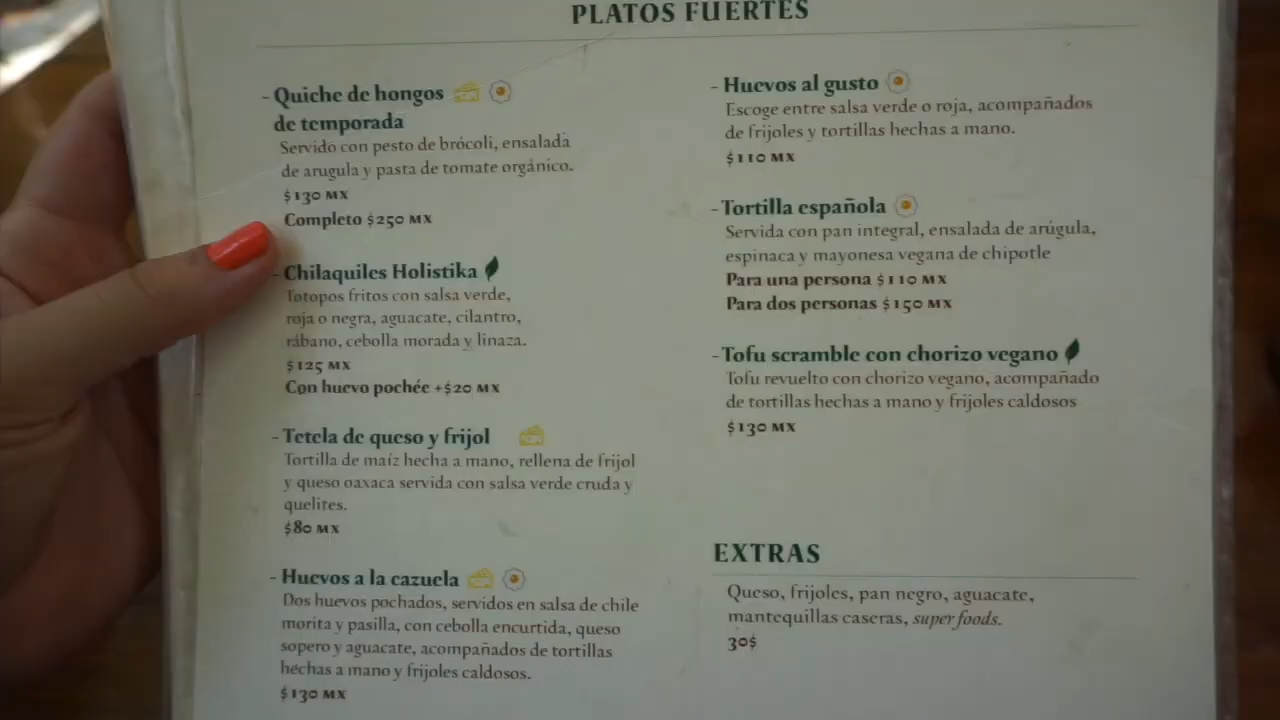 PLATOS FUERTES
- Quiche de hongos
de temporada
Servido con pesto de brócoli, ensalada
de arugula y pasta de tomate orgánico.
$130 MX
Completo $250 MX
- Chilaquiles Holistika
Totopos fritos con salsa verde,
roja o negra, aguacate, cilantro,
rábano, cebolla morada y linaza.
$125 MX
Con huevo pochée +$20 MX
- Tetela de queso y frijol
Tortilla de maíz hecha a mano, rellena de frijol
y queso oaxaca servida con salsa verde cruda y
quelites.
$80 MX
- Huevos a la cazuela
Dos huevos pochados, servidos en salsa de chile
morita y pasilla, con cebolla encurtida, queso
sopero y aguacate, acompañados de tortillas
hechas a mano y frijoles caldosos.
$130 MX
- Huevos al gusto
Escoge entre salsa verde o roja, acompañados
de frijoles y tortillas hechas a mano.
$110 MX
- Tortilla española
Servida con pan integral, ensalada de arúgula,
espinaca y mayonesa vegana de chipotle
Para una persona $110 MX
Para dos personas $150 MX
- Tofu scramble con chorizo vegano
Tofu revuelto con chorizo vegano, acompañado
de tortillas hechas a mano y frijoles caldosos
$130 MX
EXTRAS
Queso, frijoles, pan negro, aguacate,
mantequillas caseras, super foods.
30$